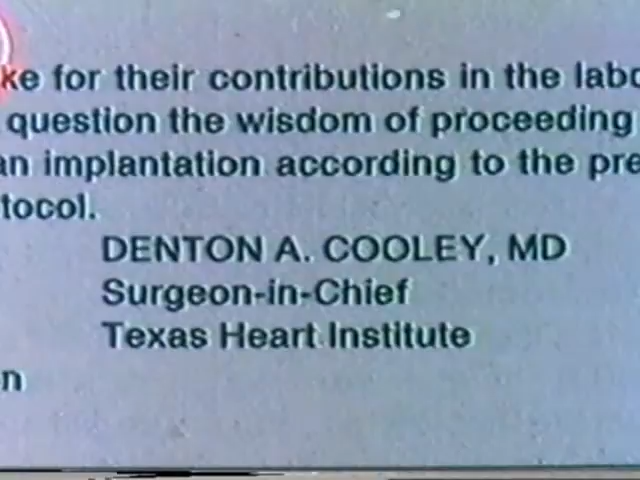 ke for their contributions in the labo
question the wisdom of proceeding
an implantation according to the pre
tocol.
DENTON A. COOLEY, MD
Surgeon-in-Chief
Texas Heart Institute
n